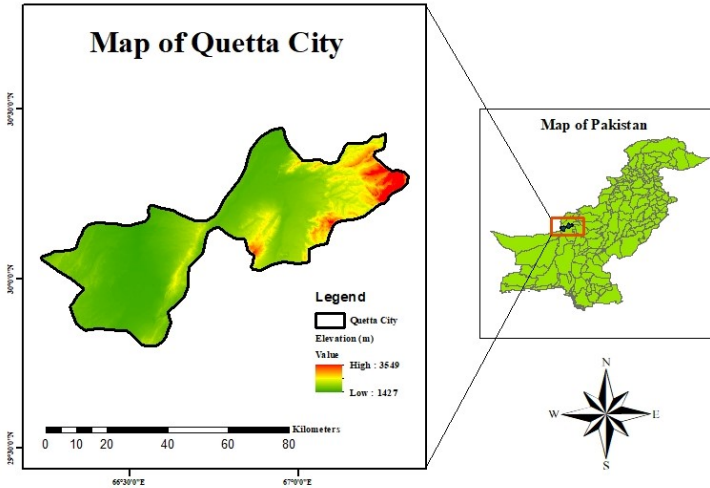 Map of Quetta City
Map of Pakistan
30°30'0"N
30°0'0"N
29°30'0"N
66°30'0"E
67°0'0"E
Legend
Quetta City
Elevation (m)
Value
High : 3549
Low : 1427
Kilometers
0 10 20 40 60 80
N
W E
S